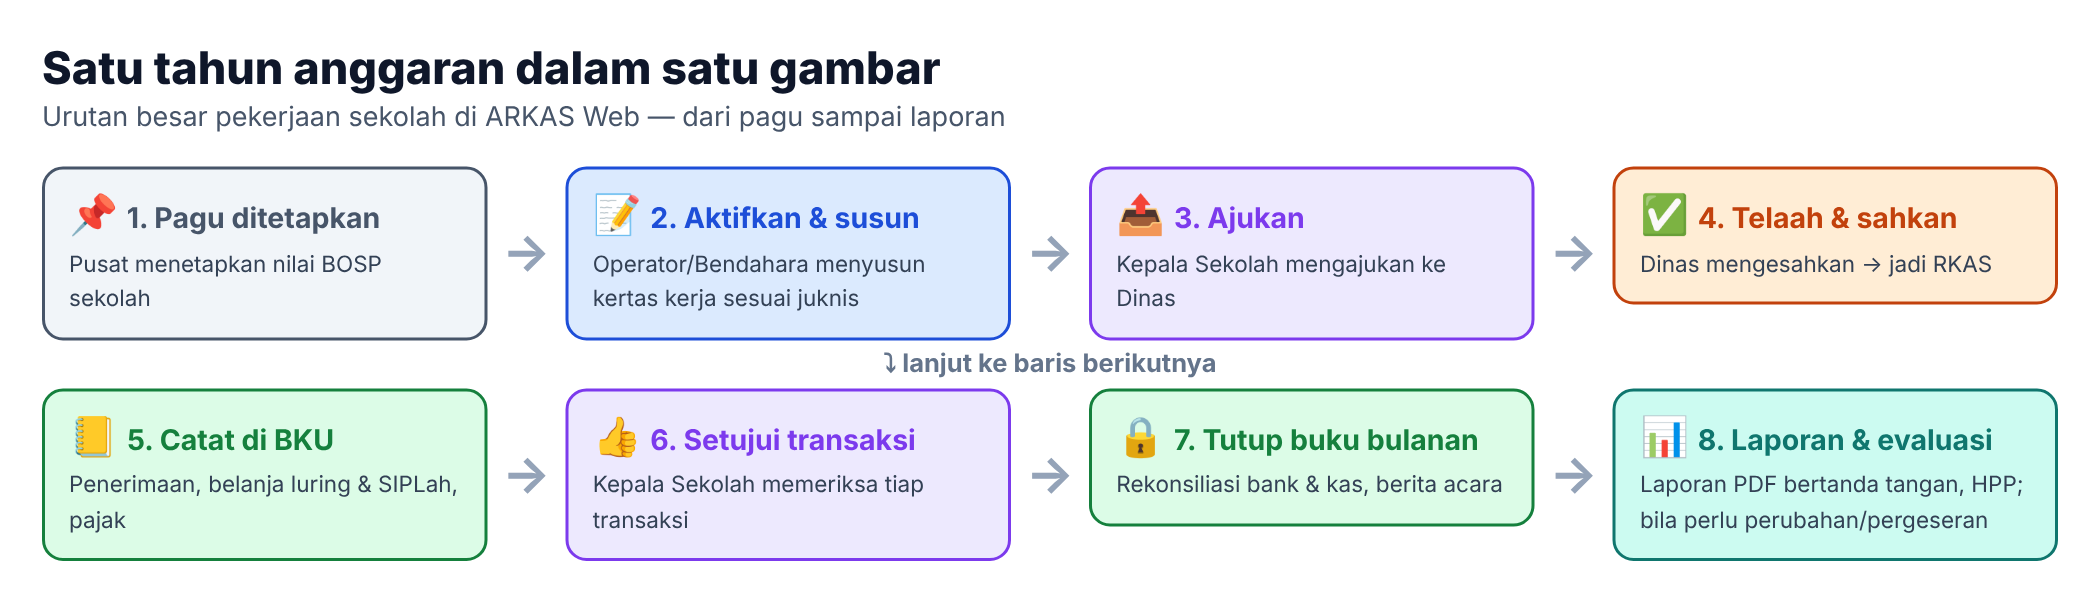 Satu tahun anggaran dalam satu gambar
Urutan besar pekerjaan sekolah di ARKAS Web — dari pagu sampai laporan
1. Pagu ditetapkan
Pusat menetapkan nilai BOSP
sekolah
→
2. Aktifkan & susun
Operator/Bendahara menyusun
kertas kerja sesuai juknis
→
3. Ajukan
Kepala Sekolah mengajukan ke
Dinas
→
4. Telaah & sahkan
Dinas mengesahkan → jadi RKAS
⤵ lanjut ke baris berikutnya
5. Catat di BKU
Penerimaan, belanja luring & SIPLah,
pajak
→
6. Setujui transaksi
Kepala Sekolah memeriksa tiap
transaksi
→
7. Tutup buku bulanan
Rekonsiliasi bank & kas, berita acara
→
8. Laporan & evaluasi
Laporan PDF bertanda tangan, HPP;
bila perlu perubahan/pergeseran